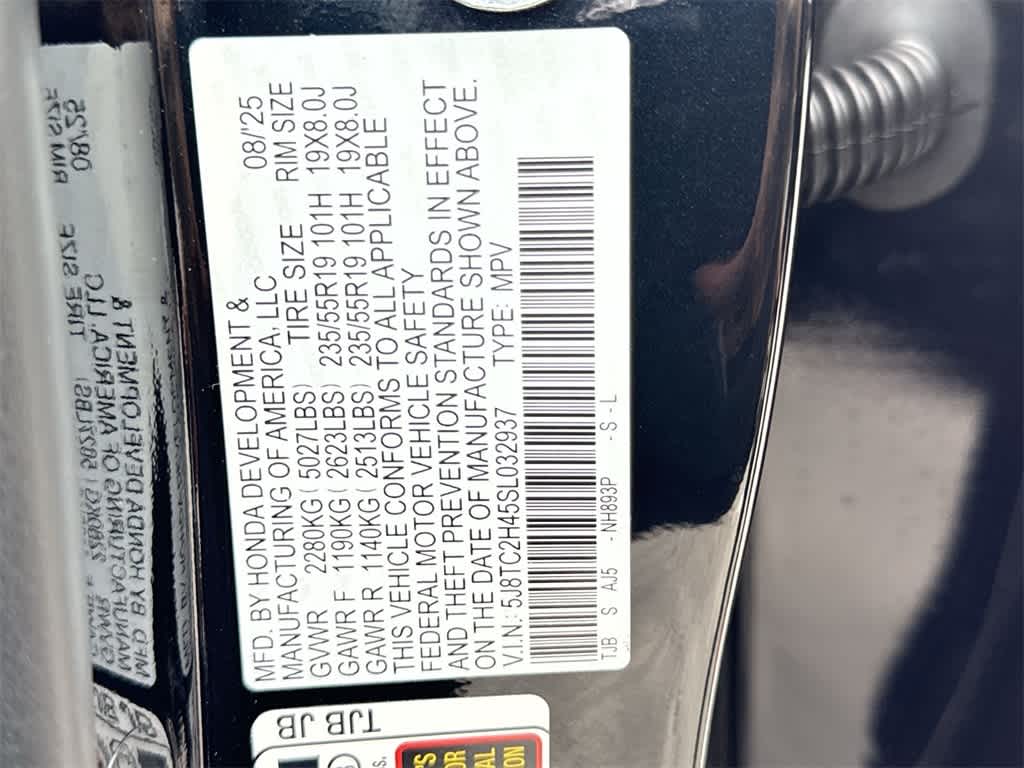 MFD. BY HONDA DEVELOPMENT &
MANUFACTURING OF AMERICA, LLC 08/'25
TIRE SIZE RIM SIZE
GVWR 2280KG ( 5027LBS)
GAWR F 1190KG ( 2623LBS) 235/55R19 101H 19X8.0J
GAWR R 1140KG ( 2513LBS) 235/55R19 101H 19X8.0J
THIS VEHICLE CONFORMS TO ALL APPLICABLE
FEDERAL MOTOR VEHICLE SAFETY
AND THEFT PREVENTION STANDARDS IN EFFECT
ON THE DATE OF MANUFACTURE SHOWN ABOVE.
V.I.N: 5J8TC2H45SL032937 TYPE: MPV
TJB S AJ5 -NH893P -S-L
TJB JB